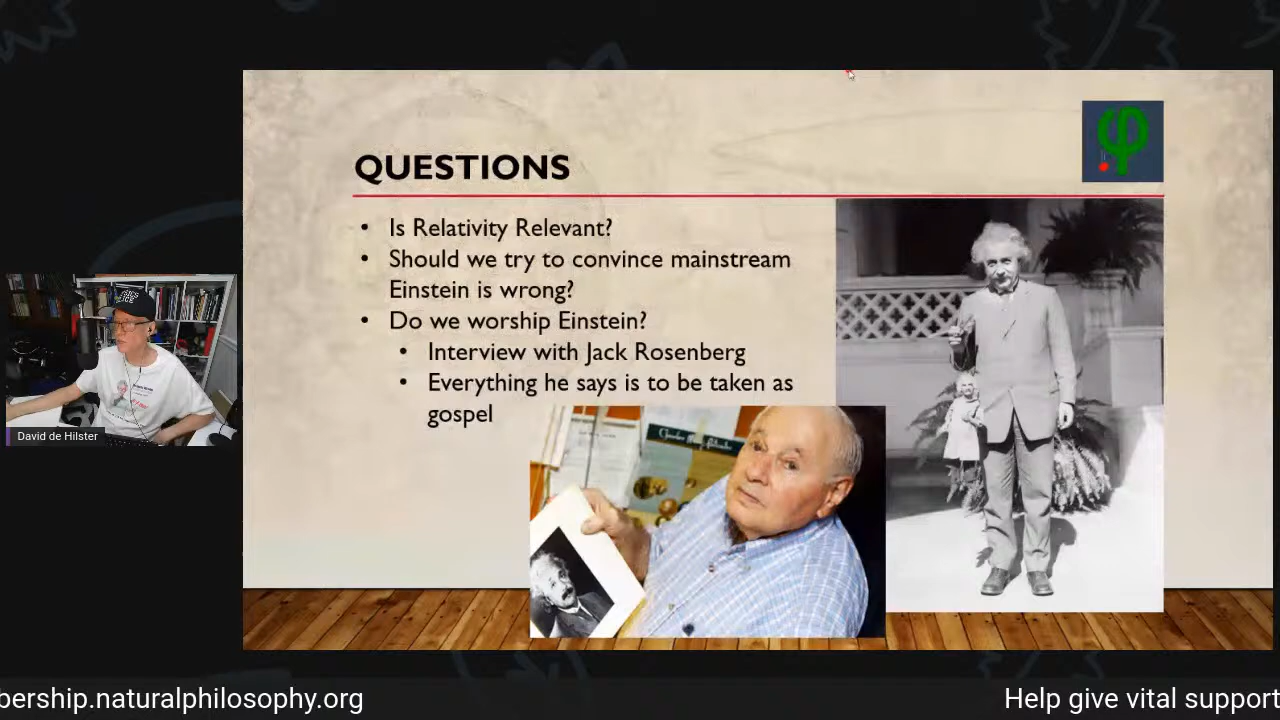 QUESTIONS
• Is Relativity Relevant?
• Should we try to convince mainstream
Einstein is wrong?
• Do we worship Einstein?
• Interview with Jack Rosenberg
• Everything he says is to be taken as
gospel
David de Hilster
bership.naturalphilosophy.org
Help give vital support